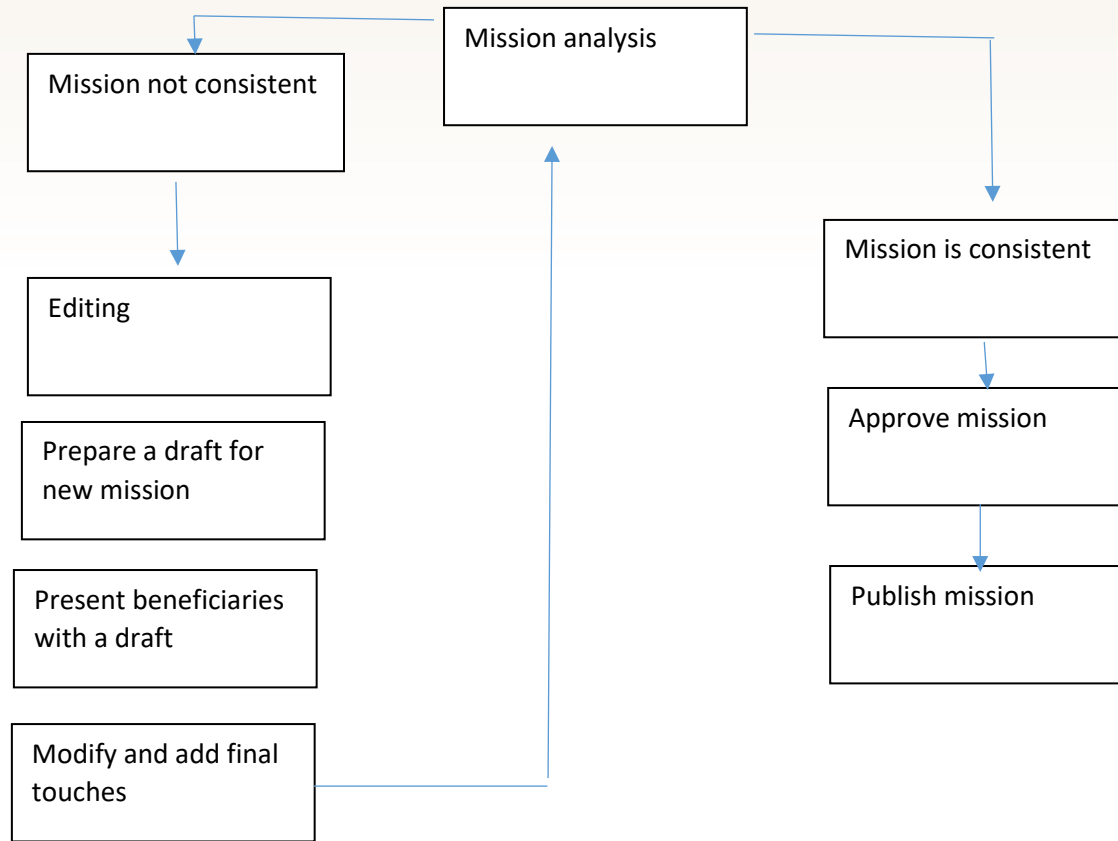 Mission analysis
Mission not consistent
Mission is consistent
Editing
Approve mission
Prepare a draft for
new mission
Present beneficiaries
with a draft
Publish mission
Modify and add final
touches